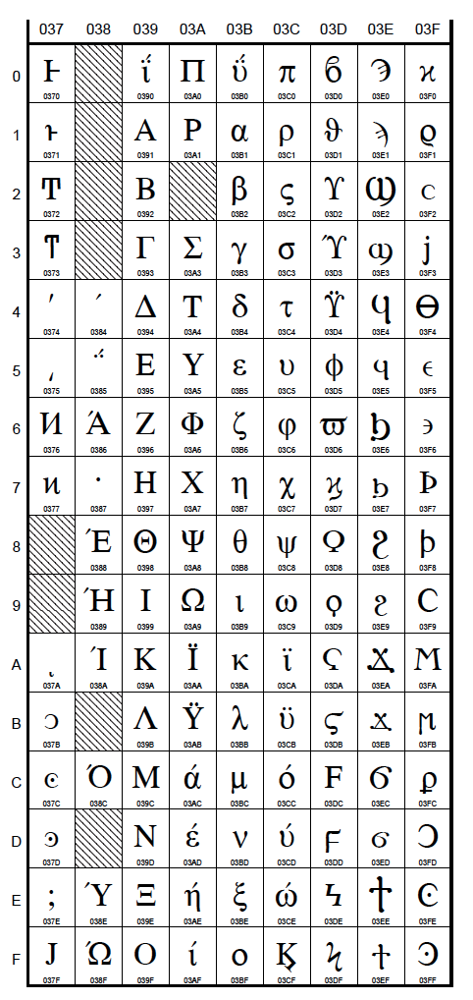 037 038 039 03A 03B 03C 03D 03E 03F
0 Ͱ ΐ Π ΰ π ϐ Ϡ ϰ
0370 0390 03A0 03B0 03C0 03D0 03E0 03F0
1 ͱ Α Ρ α ρ ϑ ϡ ϱ
0371 0391 03A1 03B1 03C1 03D1 03E1 03F1
2 Ͳ Β β ς ϒ Ϣ ϲ
0372 0392 03B2 03C2 03D2 03E2 03F2
3 ͳ Γ Σ γ σ ϓ ϣ ϳ
0373 0393 03A3 03B3 03C3 03D3 03E3 03F3
4 ʹ ΄ Δ Τ δ τ ϔ Ϥ ϴ
0374 0384 0394 03A4 03B4 03C4 03D4 03E4 03F4
5 ͵ ΅ Ε Υ ε υ ϕ ϥ ϵ
0375 0385 0395 03A5 03B5 03C5 03D5 03E5 03F5
6 Ͷ Ά Ζ Φ ζ φ ϖ Ϧ ϶
0376 0386 0396 03A6 03B6 03C6 03D6 03E6 03F6
7 ͷ · Η Χ η χ ϗ ϧ Ϸ
0377 0387 0397 03A7 03B7 03C7 03D7 03E7 03F7
8 Έ Θ Ψ θ ψ Ϙ Ϩ ϸ
0388 0398 03A8 03B8 03C8 03D8 03E8 03F8
9 Ή Ι Ω ι ω ϙ ϩ Ϲ
0389 0399 03A9 03B9 03C9 03D9 03E9 03F9
A ͺ Ί Κ Ϊ κ ϊ Ϛ Ϫ Ϻ
037A 038A 039A 03AA 03BA 03CA 03DA 03EA 03FA
B ͻ Λ Ϋ λ ϋ ϛ ϫ ϻ
037B 039B 03AB 03BB 03CB 03DB 03EB 03FB
C ͼ Ό Μ ά μ ό Ϝ Ϭ ϼ
037C 038C 039C 03AC 03BC 03CC 03DC 03EC 03FC
D ͽ Ν έ ν ύ ϝ ϭ Ͻ
037D 039D 03AD 03BD 03CD 03DD 03ED 03FD
E ; Ύ Ξ ή ξ ώ Ϟ Ϯ Ͼ
037E 038E 039E 03AE 03BE 03CE 03DE 03EE 03FE
F Ϳ Ώ Ο ί ο Ϗ ϟ ϯ Ͽ
037F 038F 039F 03AF 03BF 03CF 03DF 03EF 03FF